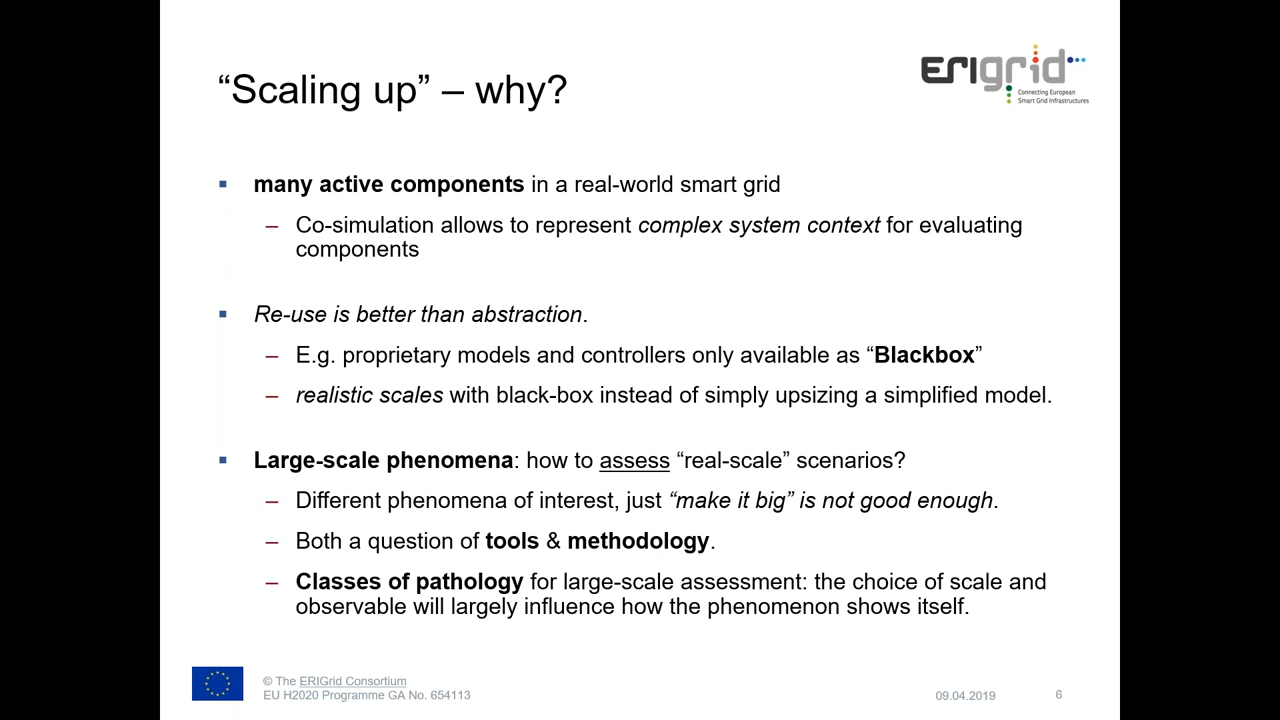 “Scaling up” – why?
ERIgrid
Connecting European
Smart Grid Infrastructures
▪ many active components in a real-world smart grid
– Co-simulation allows to represent complex system context for evaluating
components
▪ Re-use is better than abstraction.
– E.g. proprietary models and controllers only available as “Blackbox”
– realistic scales with black-box instead of simply upsizing a simplified model.
▪ Large-scale phenomena: how to assess “real-scale” scenarios?
– Different phenomena of interest, just “make it big” is not good enough.
– Both a question of tools & methodology.
– Classes of pathology for large-scale assessment: the choice of scale and
observable will largely influence how the phenomenon shows itself.
© The ERIGrid Consortium
EU H2020 Programme GA No. 654113
09.04.2019
6